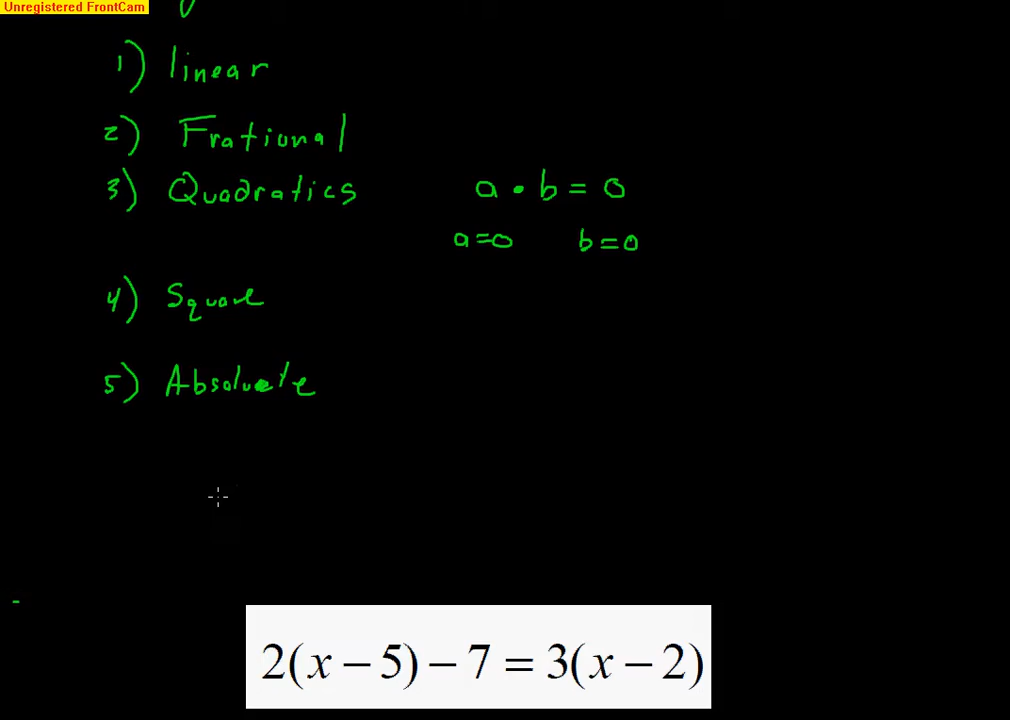 Unregistered FrontCam
1) linear
2) Frational
3) Quadratics
a • b = 0
a=0 b=0
4) Square
5) Absoluete
2(x − 5) − 7 = 3(x − 2)